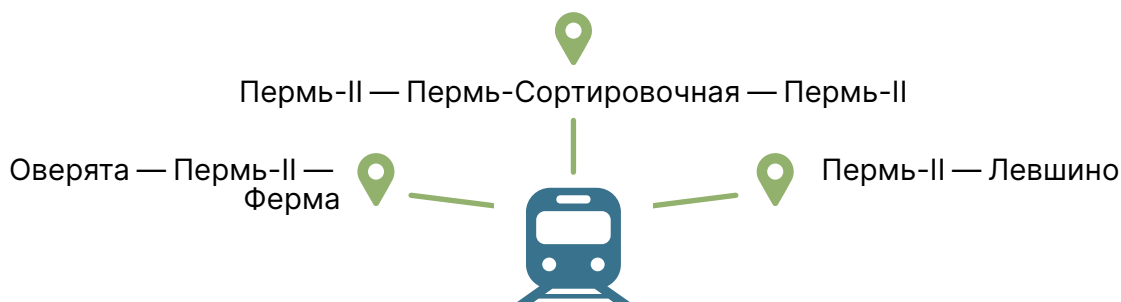 Пермь-II — Пермь-Сортировочная — Пермь-II
Оверята — Пермь-II —
Ферма
Пермь-II — Левшино